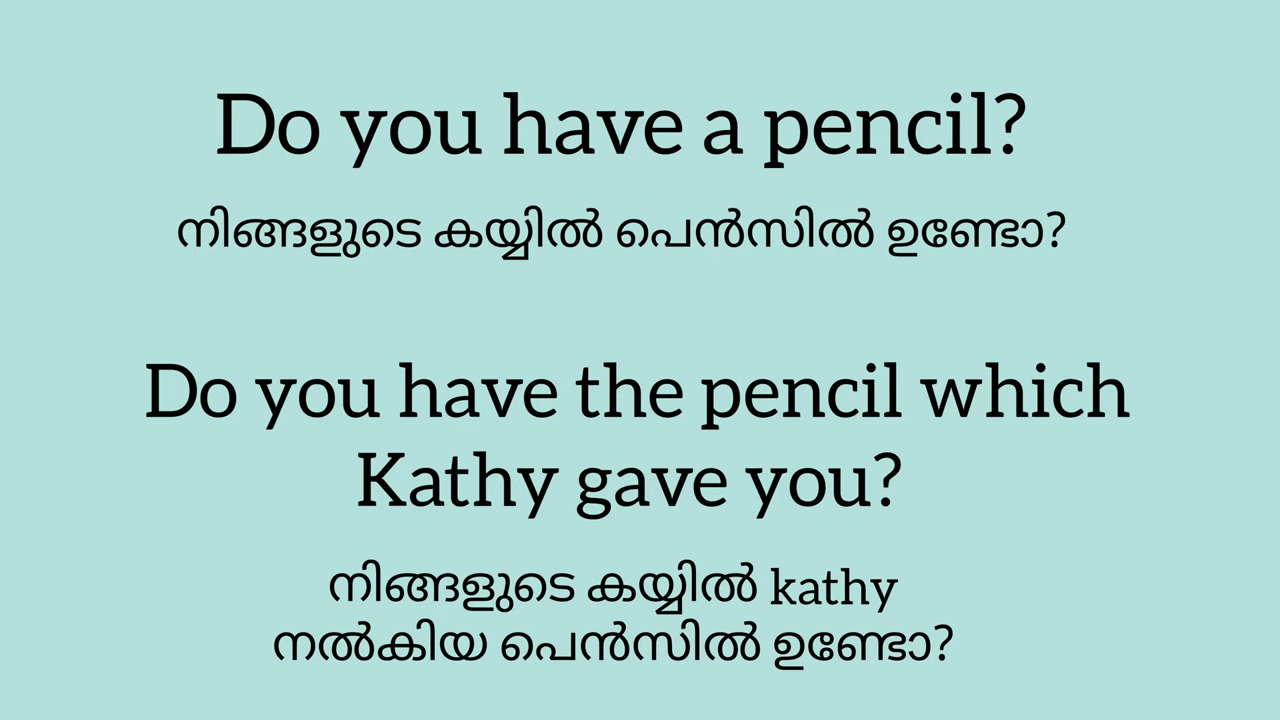 Do you have a pencil?
നിങ്ങളുടെ കയ്യിൽ പെൻസിൽ ഉണ്ടോ?
Do you have the pencil which
Kathy gave you?
നിങ്ങളുടെ കയ്യിൽ kathy
നൽകിയ പെൻസിൽ ഉണ്ടോ?